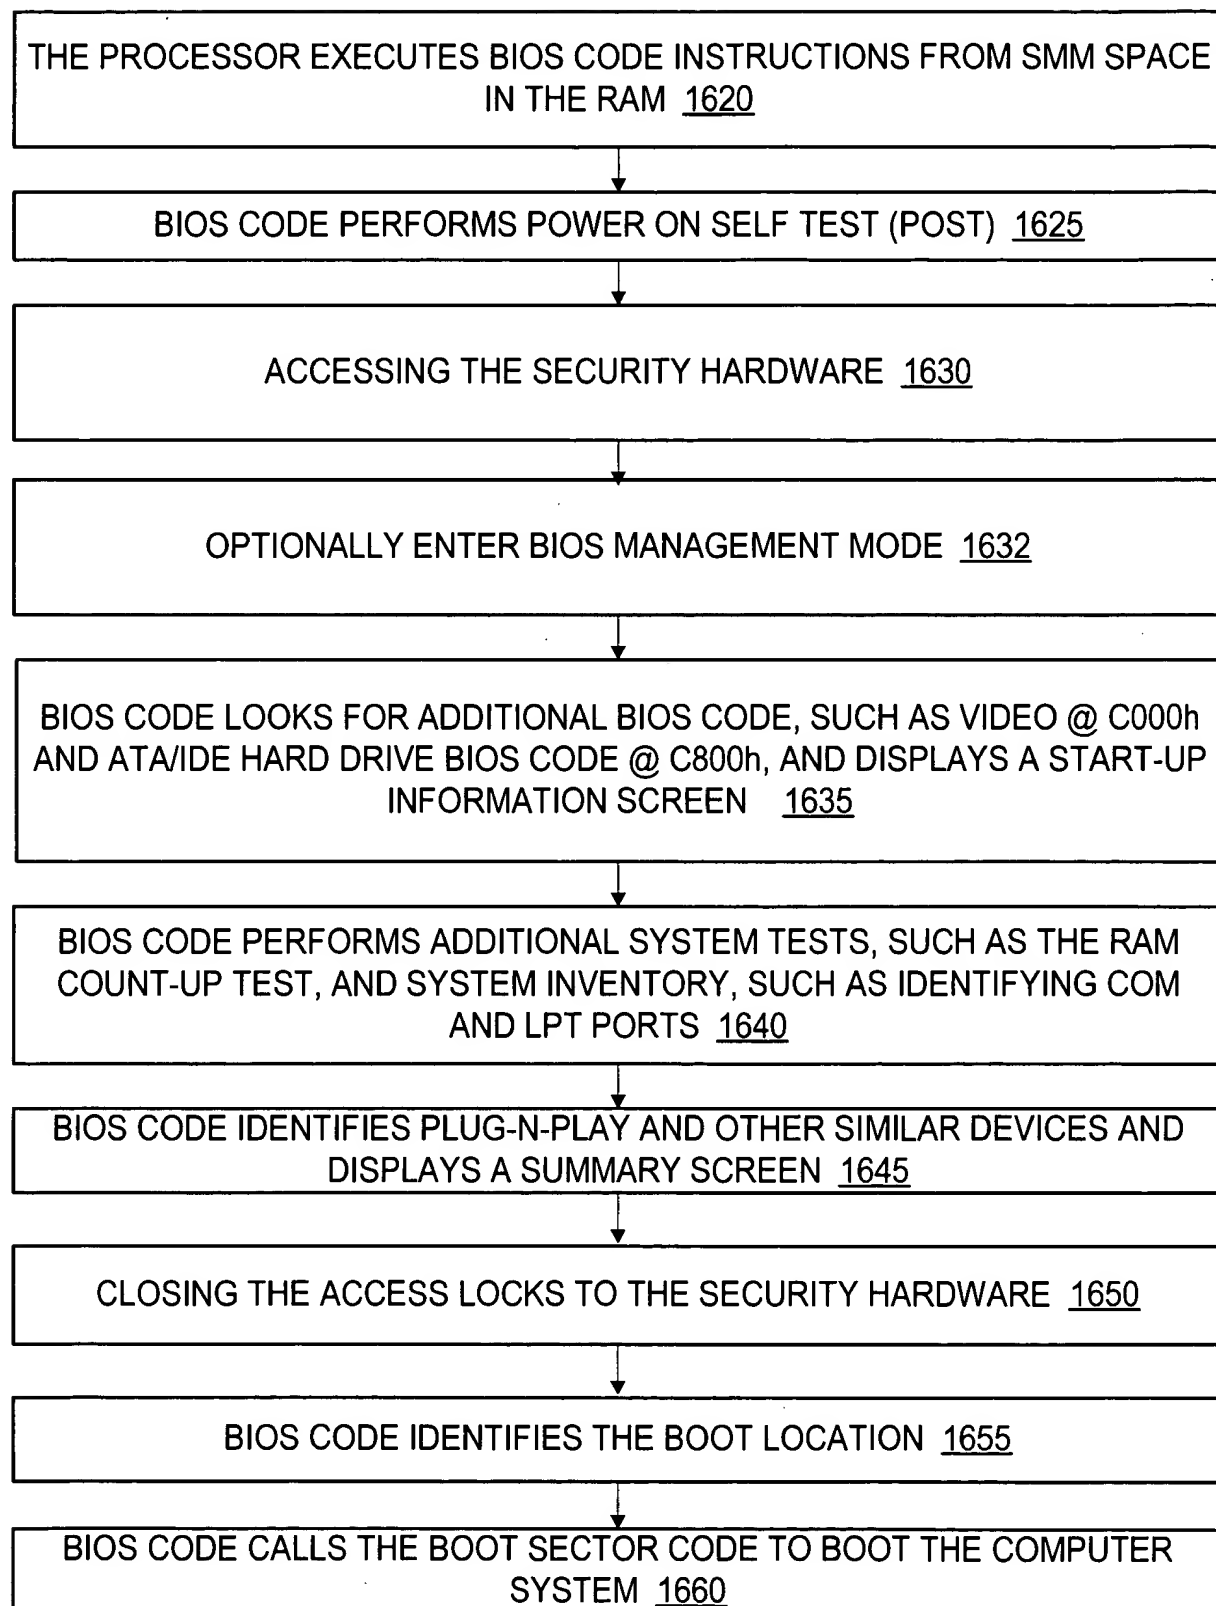 THE PROCESSOR EXECUTES BIOS CODE INSTRUCTIONS FROM SMM SPACE
IN THE RAM 1620
BIOS CODE PERFORMS POWER ON SELF TEST (POST) 1625
ACCESSING THE SECURITY HARDWARE 1630
OPTIONALLY ENTER BIOS MANAGEMENT MODE 1632
BIOS CODE LOOKS FOR ADDITIONAL BIOS CODE, SUCH AS VIDEO @ C000h
AND ATA/IDE HARD DRIVE BIOS CODE @ C800h, AND DISPLAYS A START-UP
INFORMATION SCREEN 1635
BIOS CODE PERFORMS ADDITIONAL SYSTEM TESTS, SUCH AS THE RAM
COUNT-UP TEST, AND SYSTEM INVENTORY, SUCH AS IDENTIFYING COM
AND LPT PORTS 1640
BIOS CODE IDENTIFIES PLUG-N-PLAY AND OTHER SIMILAR DEVICES AND
DISPLAYS A SUMMARY SCREEN 1645
CLOSING THE ACCESS LOCKS TO THE SECURITY HARDWARE 1650
BIOS CODE IDENTIFIES THE BOOT LOCATION 1655
BIOS CODE CALLS THE BOOT SECTOR CODE TO BOOT THE COMPUTER
SYSTEM 1660